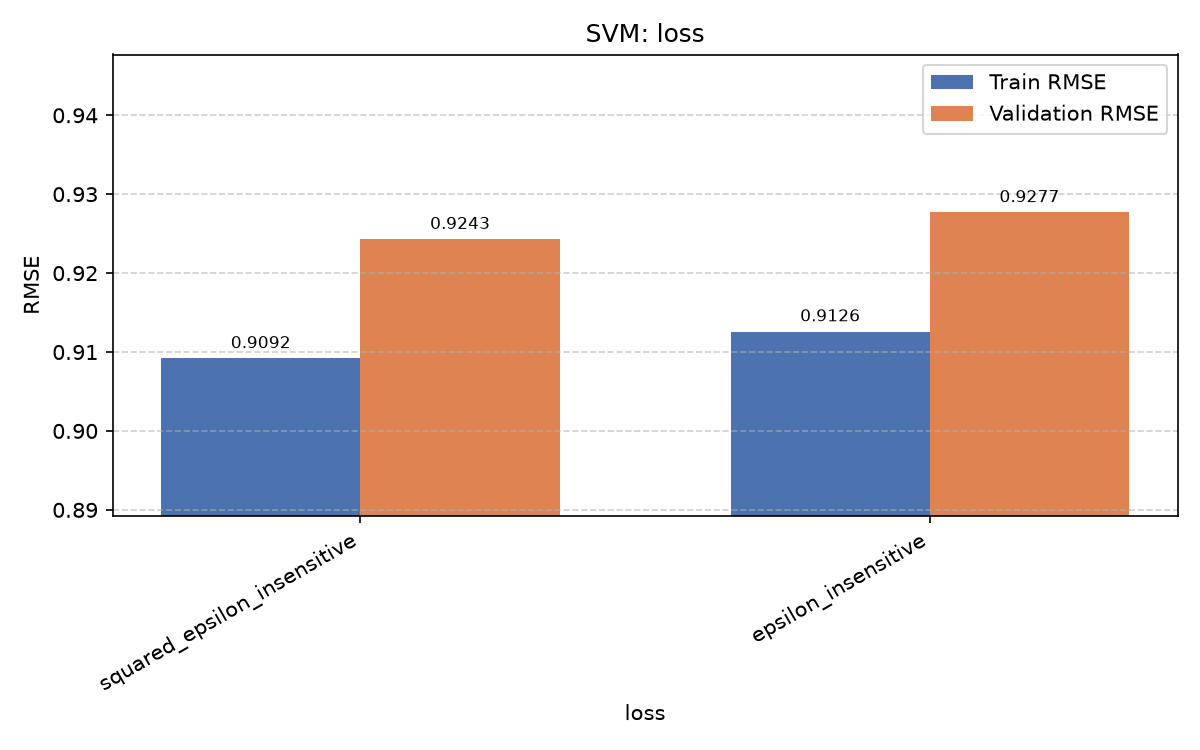 SVM: loss
Train RMSE
Validation RMSE
RMSE
0.94
0.93
0.92
0.91
0.90
0.89
0.9092
0.9243
0.9126
0.9277
squared_epsilon_insensitive
epsilon_insensitive
loss